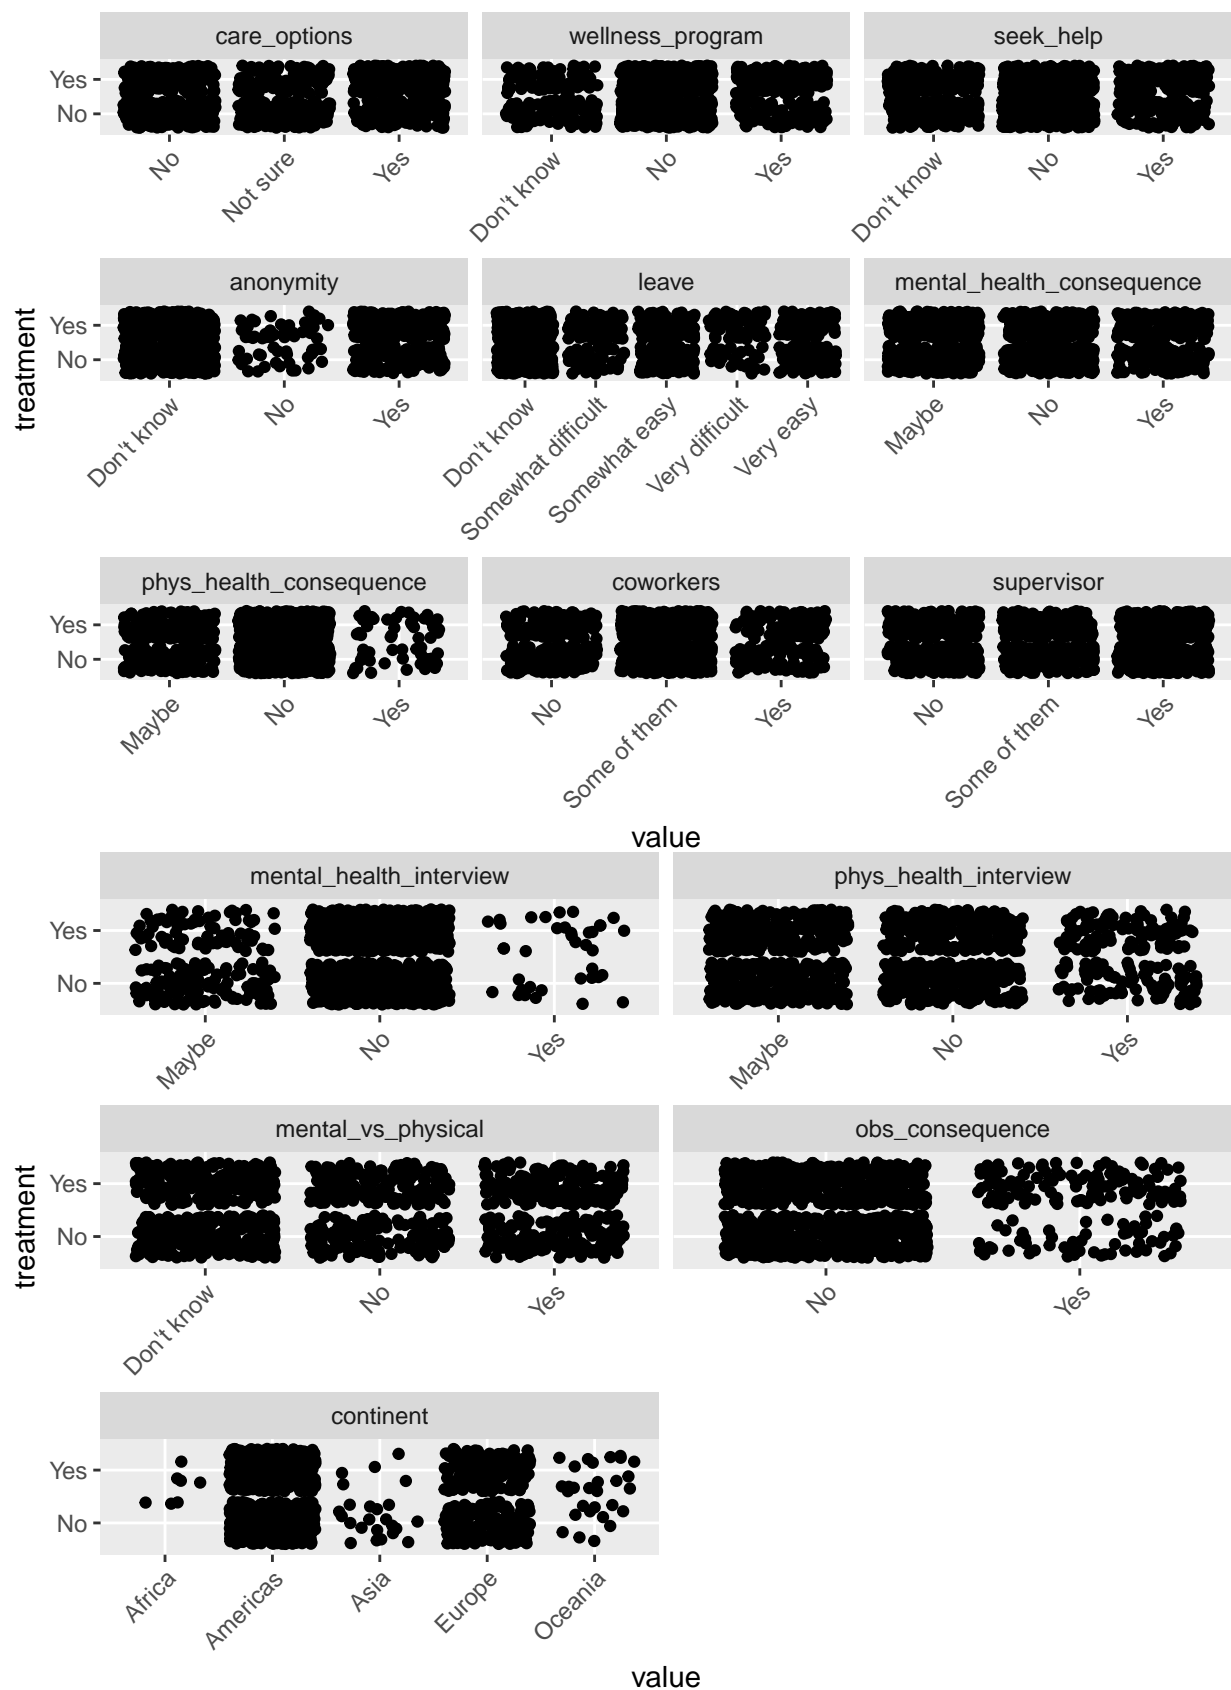 care_options wellness_program seek_help
Yes
No
No Not sure Yes Don't know No Yes Don't know No Yes
anonymity leave mental_health_consequence
Yes
No
Don't know No Yes Don't know Somewhat difficult Somewhat easy Very difficult Very easy Maybe No Yes
treatment
phys_health_consequence coworkers supervisor
Yes
No
Maybe No Yes No Some of them Yes No Some of them Yes
value
mental_health_interview phys_health_interview
Yes
No
Maybe No Yes Maybe No Yes
mental_vs_physical obs_consequence
Yes
No
Don't know No Yes No Yes
treatment
continent
Yes
No
Africa Americas Asia Europe Oceania
value